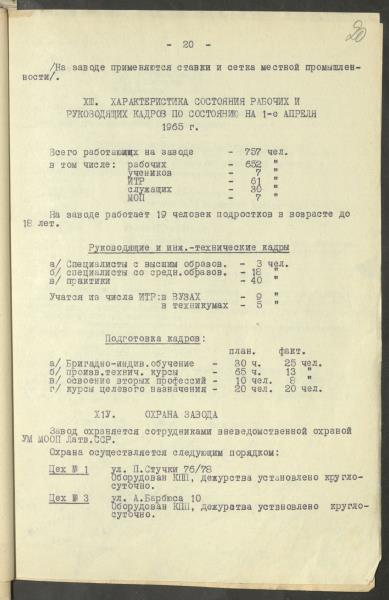 20
- 20 -
/На заводе применяются ставки и сетка местной промышлен-
ности/.
XIII. ХАРАКТЕРИСТИКА СОСТОЯНИЯ РАБОЧИХ И
РУКОВОДЯЩИХ КАДРОВ ПО СОСТОЯНИЮ НА 1-е АПРЕЛЯ
1965 г.
Всего работающих на заводе - 757 чел.
в том числе: рабочих - 652 "
учеников - 7 "
ИТР - 61 "
служащих - 30 "
МОП - 7 "
На заводе работает 19 человек подростков в возрасте до
18 лет.
Руководящие и инж.-технические кадры
а/ Специалисты с высшим образов. - 3 чел.
б/ специалисты со средн.образов. - 18 "
в/ практики - 40 "
Учатся из числа ИТР:в ВУЗАХ - 9 "
в техникумах - 5 "
Подготовка кадров:
план. факт.
а/ Бригадно-индив.обучение - 30 ч. 25 чел.
б/ произв.технич. курсы - 65 ч. 13 "
в/ освоение вторых профессий - 10 чел. 8 "
г/ курсы целевого назначения - 20 чел. 20 чел.
Х1У. ОХРАНА ЗАВОДА
Завод охраняется сотрудниками вневедомственной охраной
УМ МООП Латв.ССР.
Охрана осуществляется следующим порядком:
Цех № 1 ул. П.Стучки 76/78
Оборудован КПП, дежурства установлено кругло-
суточно.
Цех № 3 ул. А.Барбюса 10
Оборудован КПП, дежурства установлено кругло-
суточно.